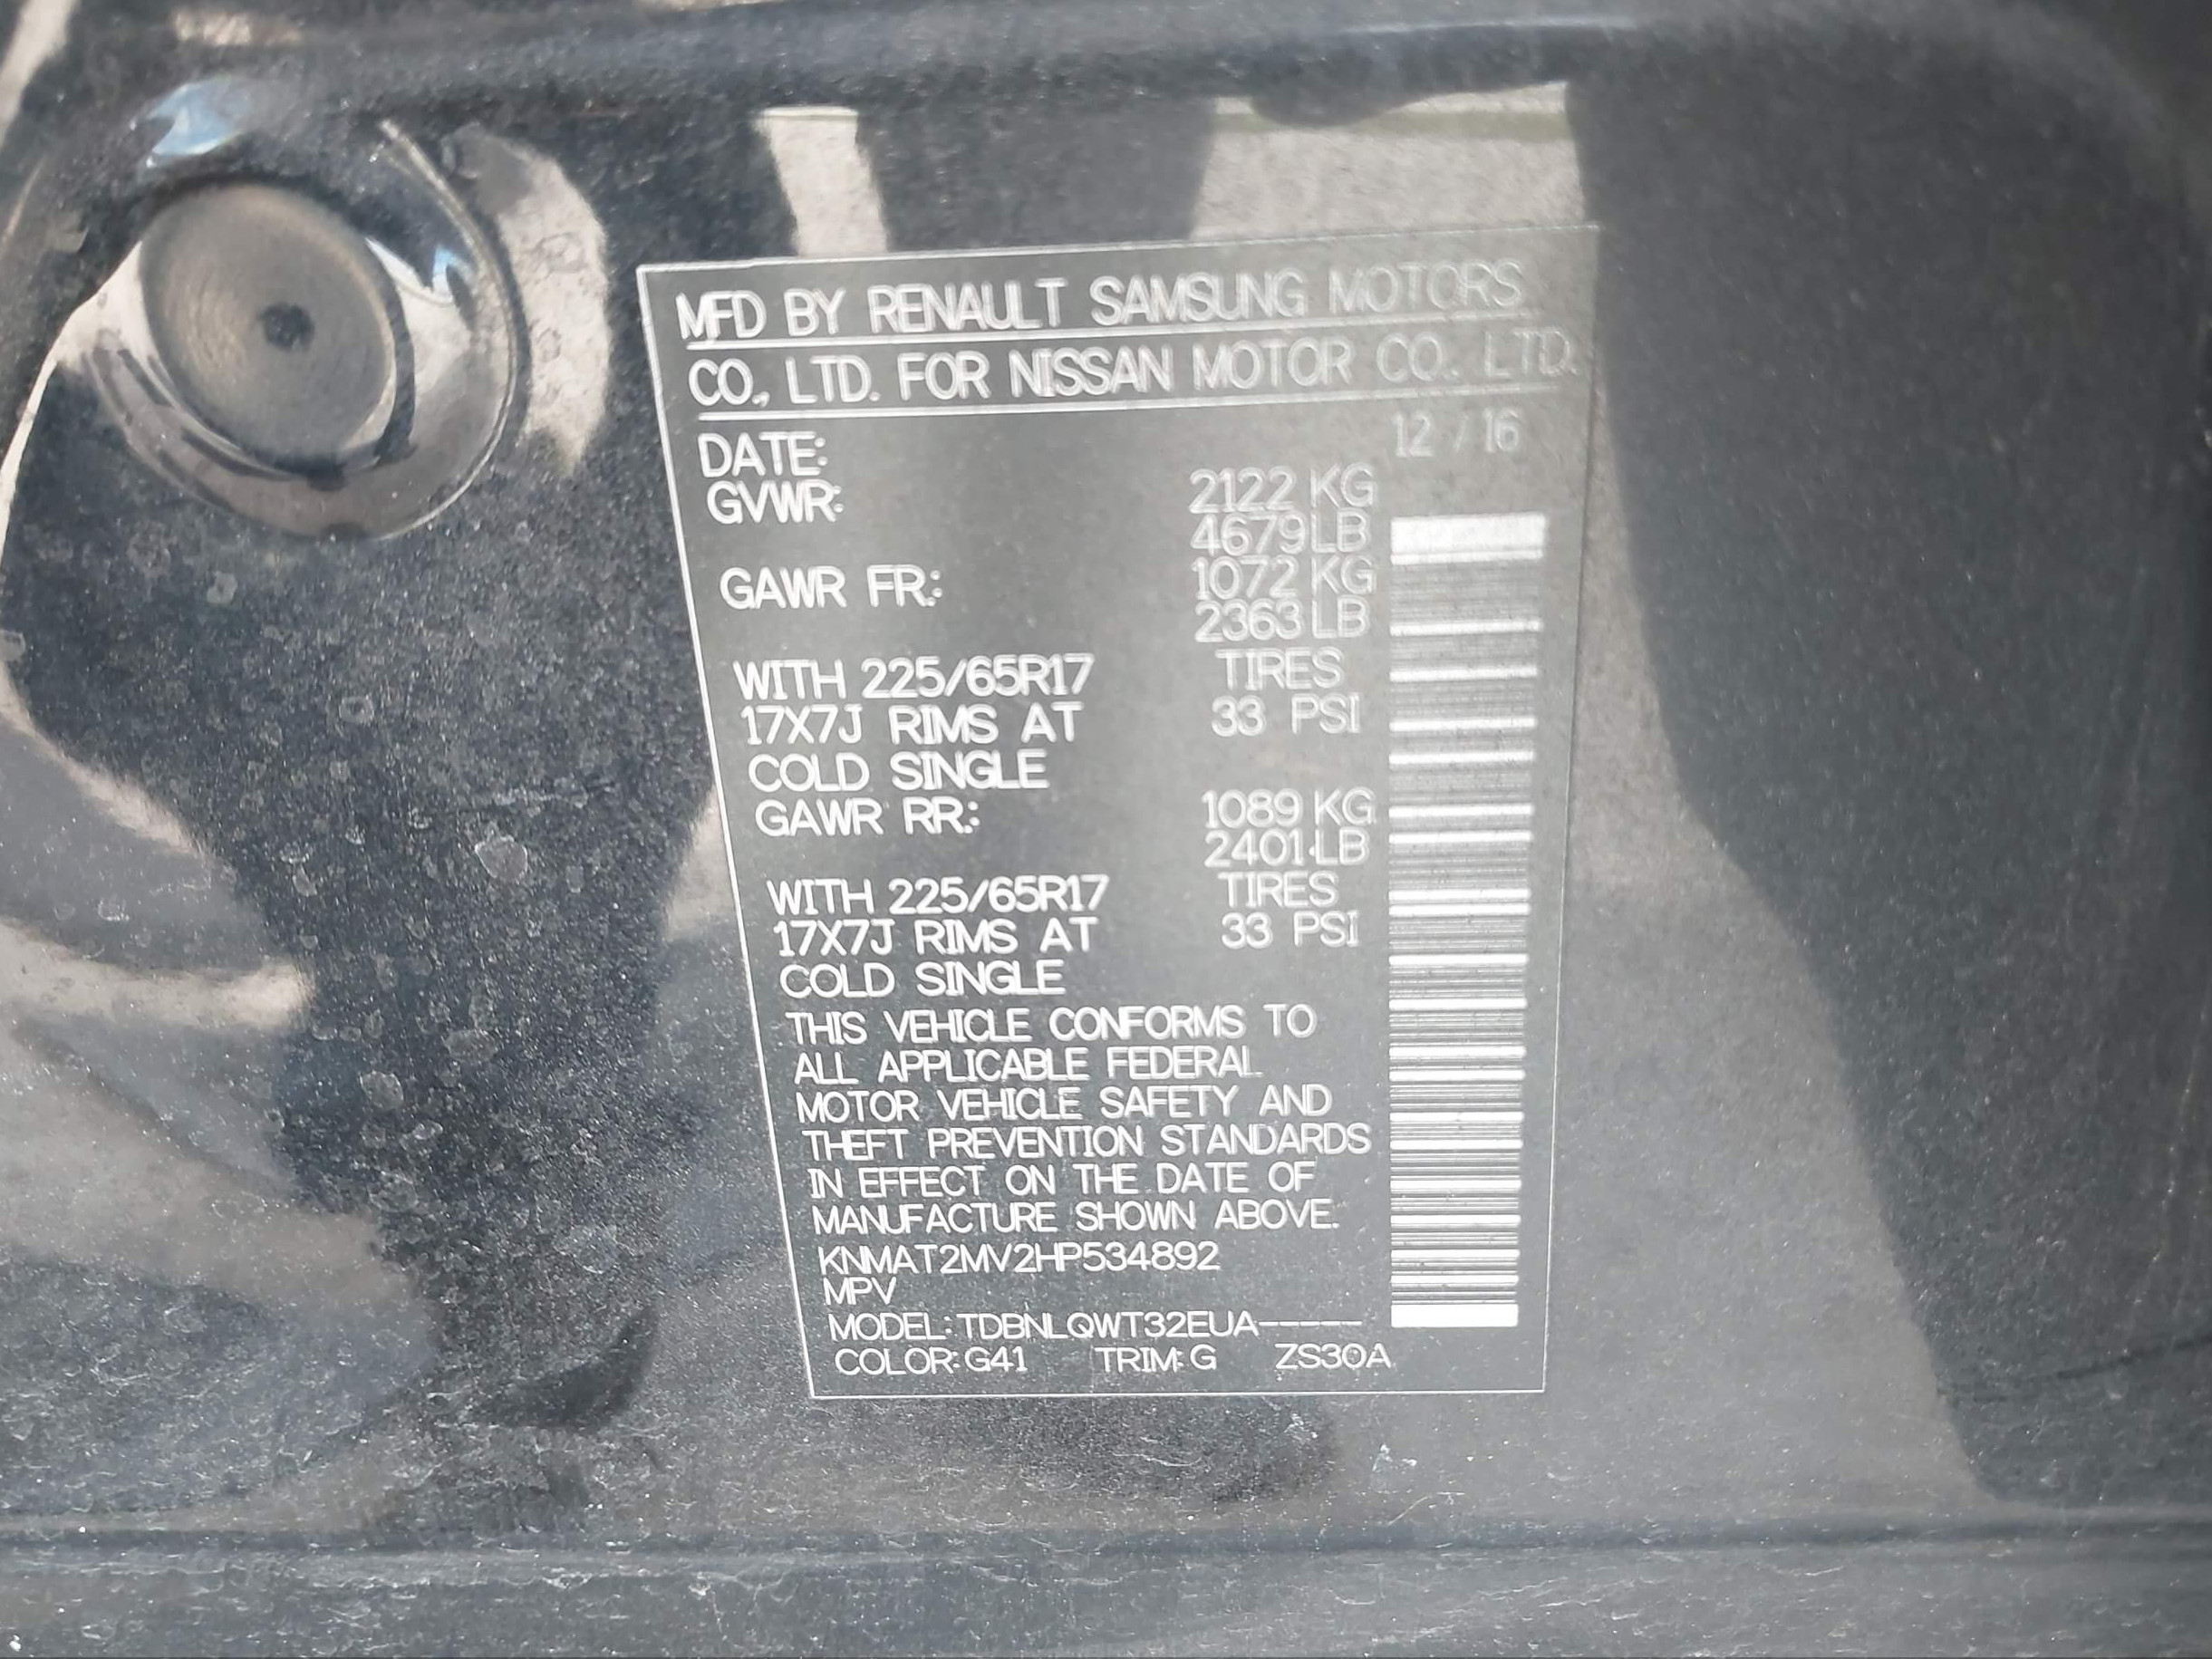 MFD BY RENAULT SAMSUNG MOTORS
CO., LTD. FOR NISSAN MOTOR CO. LTD.
DATE: 12 / 16
GVWR: 2122 KG
4679 LB
GAWR FR.: 1072 KG
2363 LB
WITH 225/65R17 TIRES
17X7J RIMS AT 33 PSI
COLD SINGLE
GAWR RR.: 1089 KG
2401 LB
WITH 225/65R17 TIRES
17X7J RIMS AT 33 PSI
COLD SINGLE
THIS VEHICLE CONFORMS TO
ALL APPLICABLE FEDERAL
MOTOR VEHICLE SAFETY AND
THEFT PREVENTION STANDARDS
IN EFFECT ON THE DATE OF
MANUFACTURE SHOWN ABOVE.
KNMAT2MV2HP534892
MPV
MODEL: TDBNLQWT32EUA-----
COLOR: G41 TRIM: G ZS30A